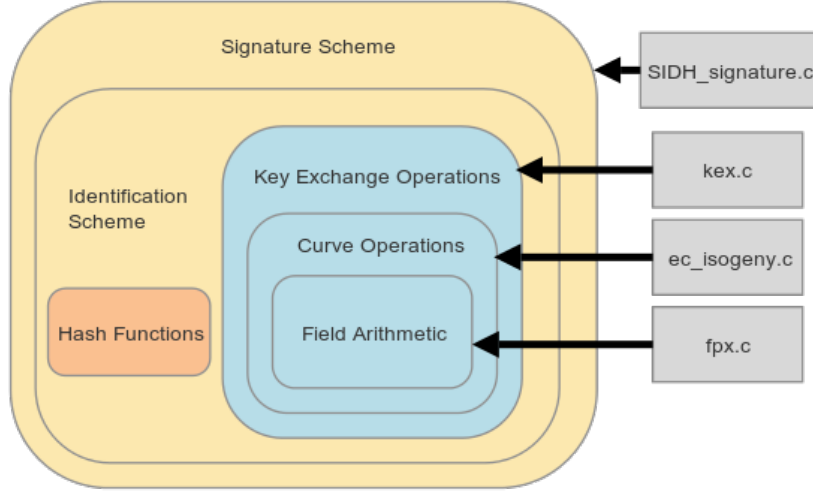 Signature Scheme
SIDH_signature.c
Key Exchange Operations
kex.c
Identification
Scheme
Curve Operations
ec_isogeny.c
Hash Functions
Field Arithmetic
fpx.c